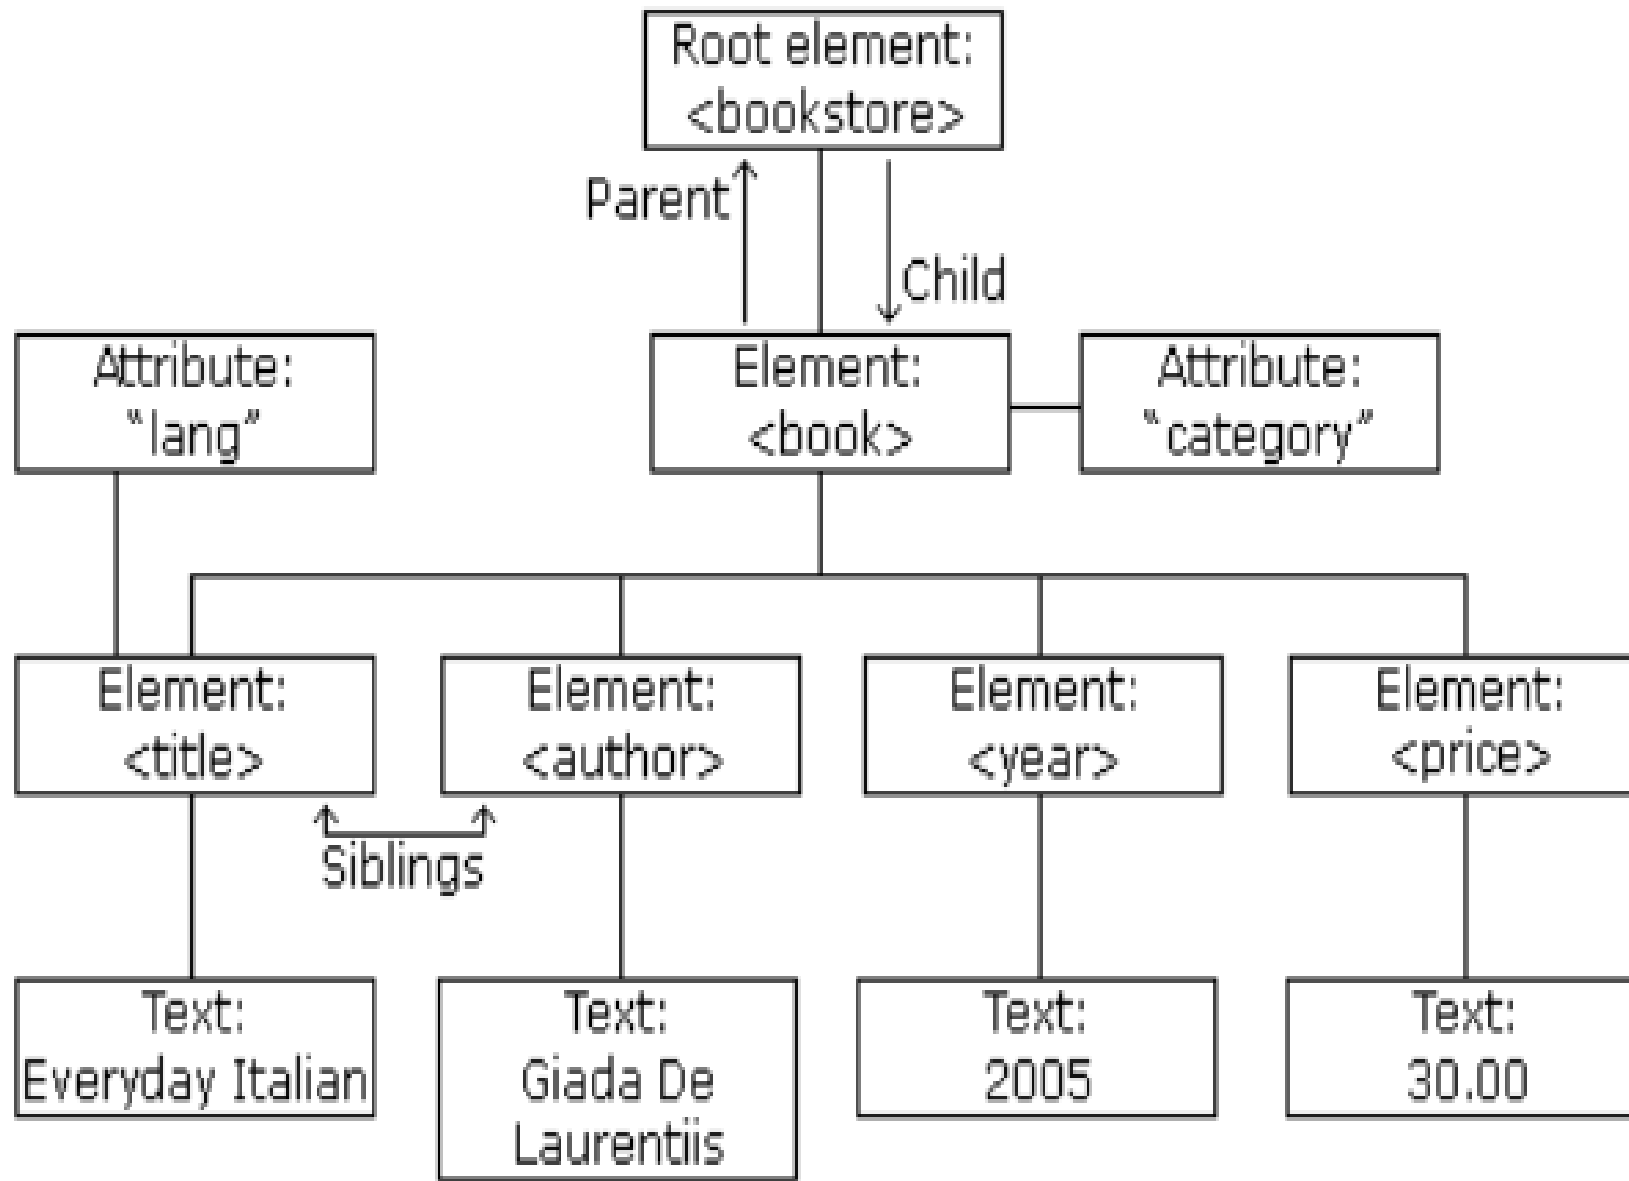 Root element:
<bookstore>
Parent
Child
Attribute:
“lang”
Element:
<book>
Attribute:
“category”
Element:
<title>
Element:
<author>
Element:
<year>
Element:
<price>
Siblings
Text:
Everyday Italian
Text:
Giada De
Laurentiis
Text:
2005
Text:
30.00